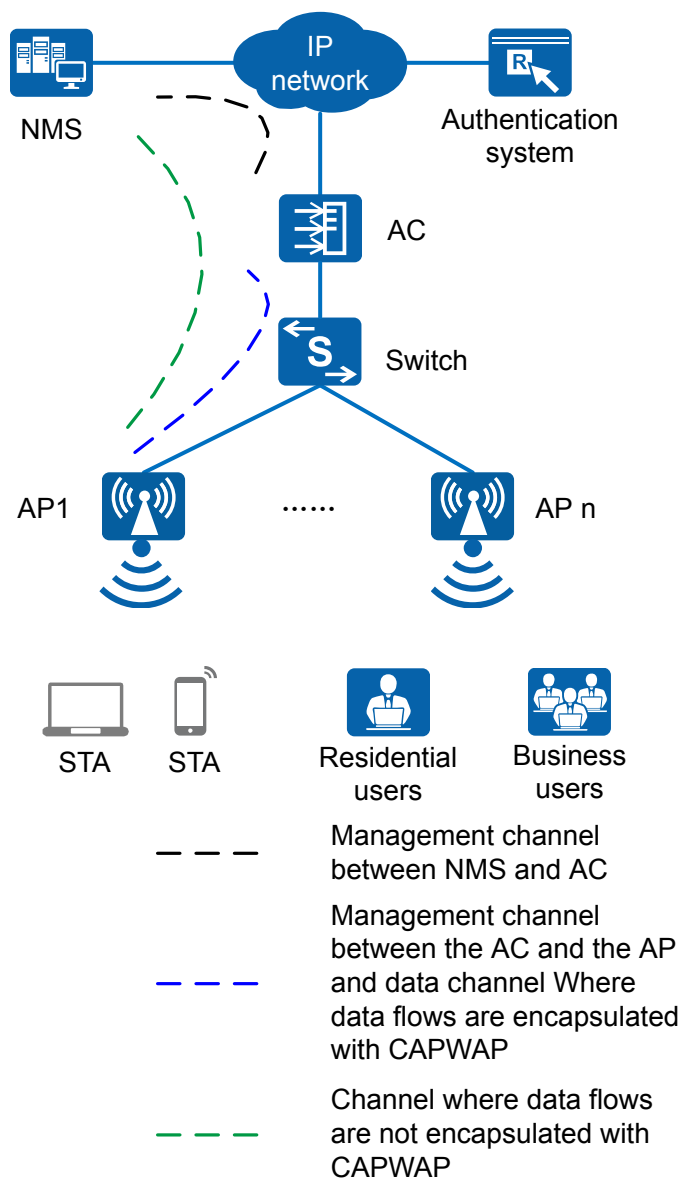 IP
network
NMS
R
Authentication
system
AC
S
Switch
AP1
......
AP n
STA
STA
Residential
users
Business
users
Management channel
between NMS and AC
Management channel
between the AC and the AP
and data channel Where
data flows are encapsulated
with CAPWAP
Channel where data flows
are not encapsulated with
CAPWAP